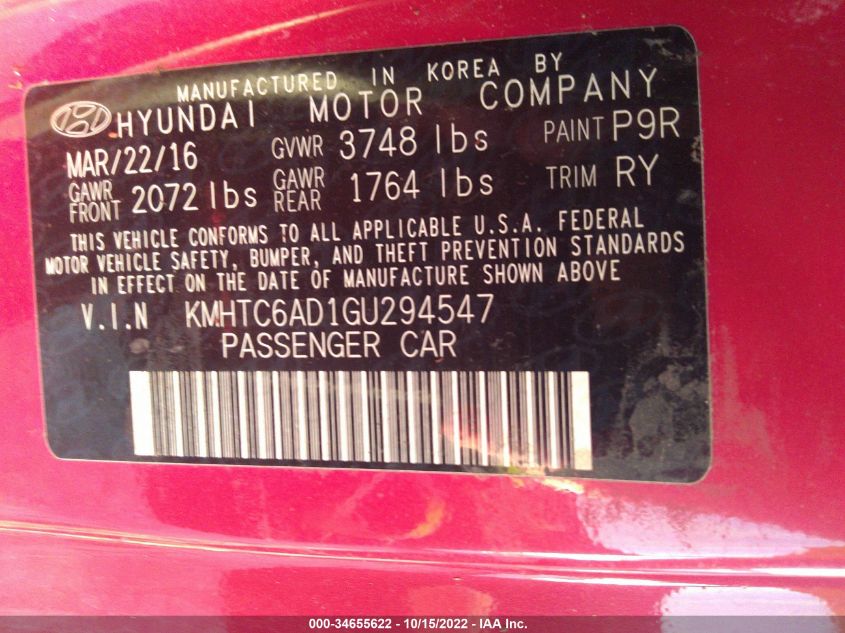 MANUFACTURED IN KOREA BY
HYUNDAI MOTOR COMPANY
MAR/22/16 GVWR 3748 lbs PAINT P9R
GAWR FRONT 2072 lbs GAWR REAR 1764 lbs TRIM RY
THIS VEHICLE CONFORMS TO ALL APPLICABLE U.S.A. FEDERAL
MOTOR VEHICLE SAFETY, BUMPER, AND THEFT PREVENTION STANDARDS
IN EFFECT ON THE DATE OF MANUFACTURE SHOWN ABOVE
V.I.N KMHTC6AD1GU294547
PASSENGER CAR
000-34655622 - 10/15/2022 - IAA Inc.